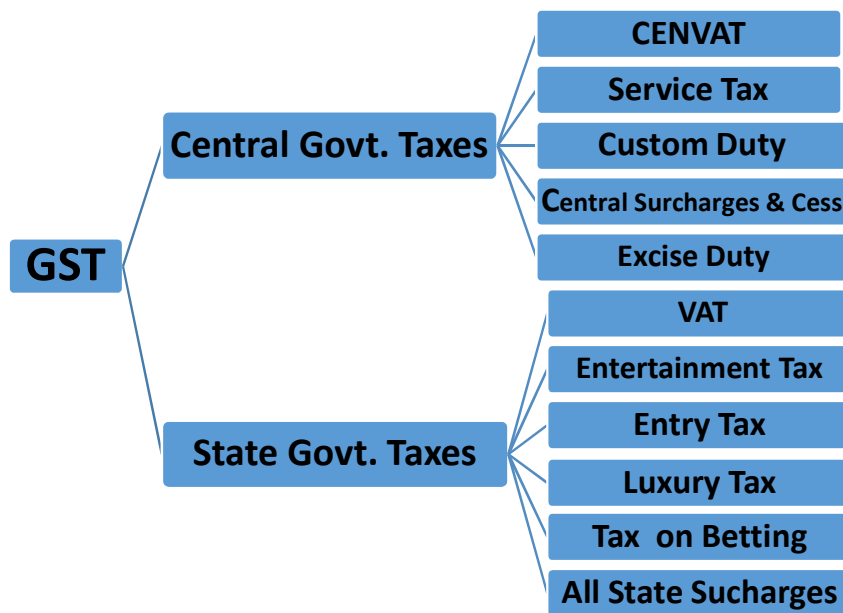 GST
Central Govt. Taxes
CENVAT
Service Tax
Custom Duty
Central Surcharges & Cess
Excise Duty
State Govt. Taxes
VAT
Entertainment Tax
Entry Tax
Luxury Tax
Tax on Betting
All State Sucharges